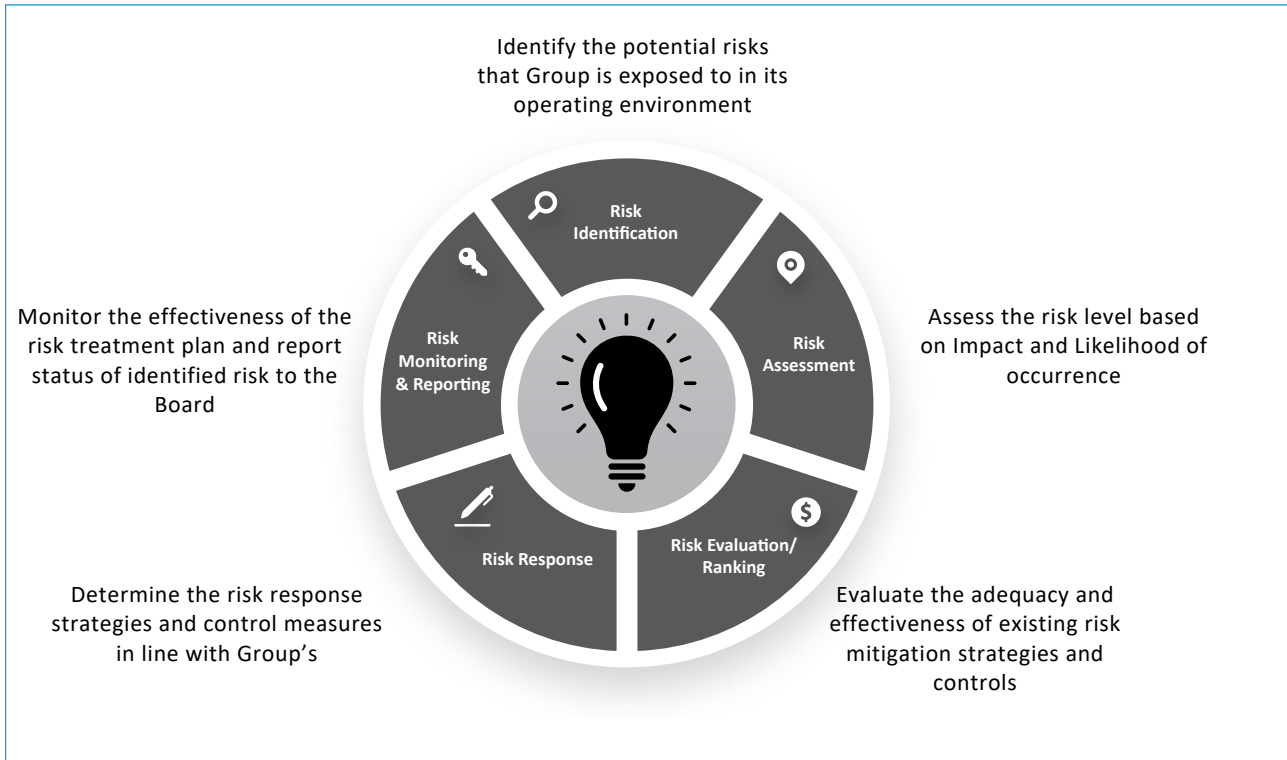 Identify the potential risks
that Group is exposed to in its
operating environment
Risk
Identification
Risk
Assessment
Assess the risk level based
on Impact and Likelihood of
occurrence
$
Risk Evaluation/
Ranking
Evaluate the adequacy and
effectiveness of existing risk
mitigation strategies and
controls
Risk Response
Determine the risk response
strategies and control measures
in line with Group’s
Risk
Monitoring
& Reporting
Monitor the effectiveness of the
risk treatment plan and report
status of identified risk to the
Board